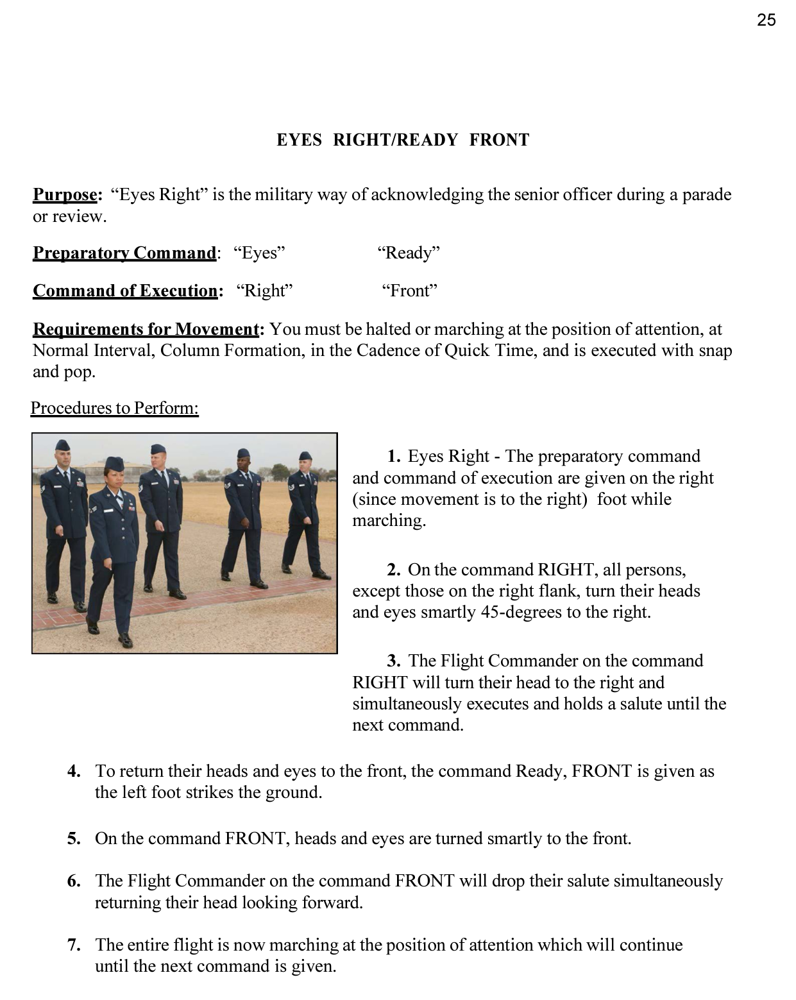 25
EYES RIGHT/READY FRONT
Purpose: “Eyes Right” is the military way of acknowledging the senior officer during a parade
or review.
Preparatory Command: “Eyes” “Ready”
Command of Execution: “Right” “Front”
Requirements for Movement: You must be halted or marching at the position of attention, at
Normal Interval, Column Formation, in the Cadence of Quick Time, and is executed with snap
and pop.
Procedures to Perform:
1. Eyes Right - The preparatory command
and command of execution are given on the right
(since movement is to the right) foot while
marching.
2. On the command RIGHT, all persons,
except those on the right flank, turn their heads
and eyes smartly 45-degrees to the right.
3. The Flight Commander on the command
RIGHT will turn their head to the right and
simultaneously executes and holds a salute until the
next command.
4. To return their heads and eyes to the front, the command Ready, FRONT is given as
the left foot strikes the ground.
5. On the command FRONT, heads and eyes are turned smartly to the front.
6. The Flight Commander on the command FRONT will drop their salute simultaneously
returning their head looking forward.
7. The entire flight is now marching at the position of attention which will continue
until the next command is given.